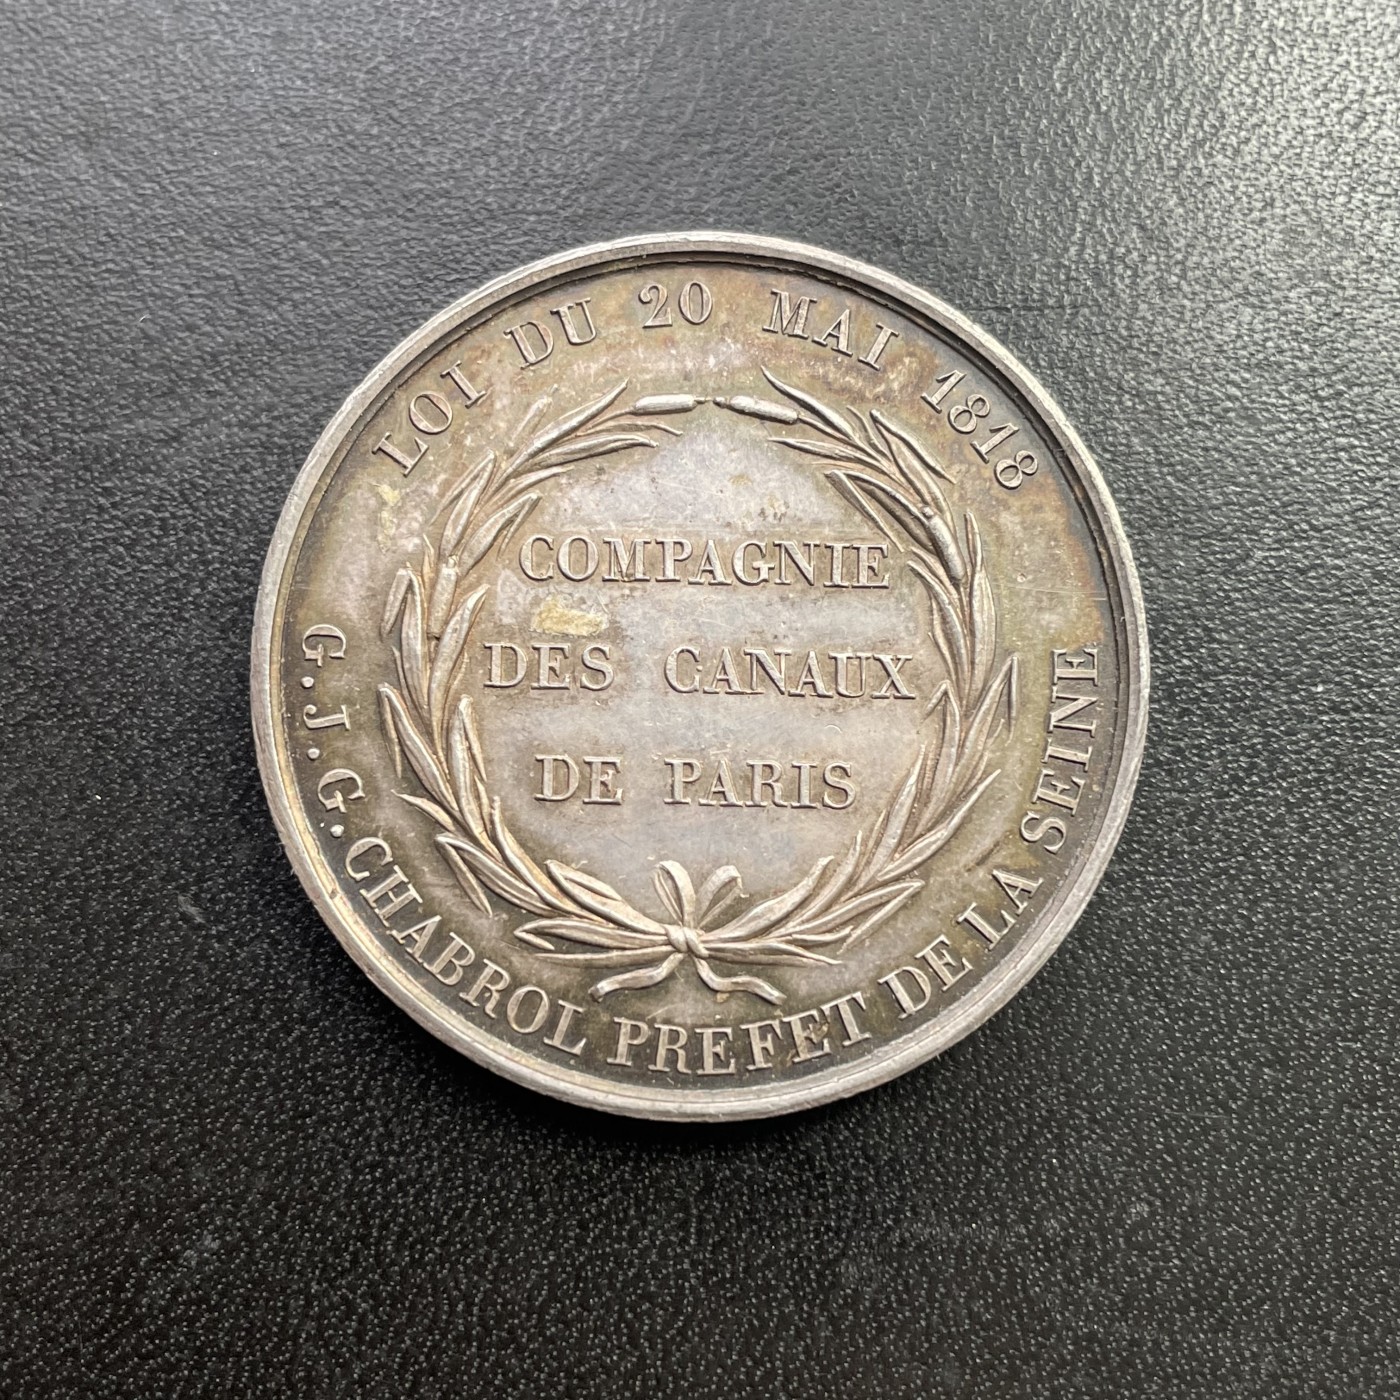 LOI DU 20 MAI 1818
COMPAGNIE
DES CANAUX
DE PARIS
G.J.G.CHABROL PREFET DE LA SEINE